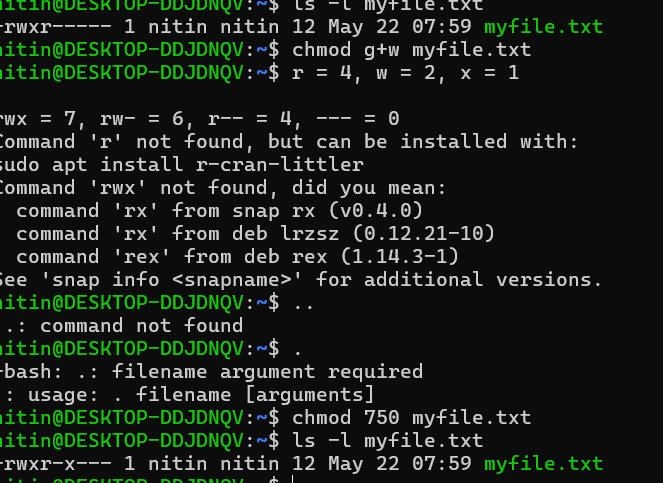 nitin@DESKTOP-DDJDNQV:~$ ls -l myfile.txt
-rwxr----- 1 nitin nitin 12 May 22 07:59 myfile.txt
nitin@DESKTOP-DDJDNQV:~$ chmod g+w myfile.txt
nitin@DESKTOP-DDJDNQV:~$ r = 4, w = 2, x = 1
rwx = 7, rw- = 6, r-- = 4, --- = 0
Command 'r' not found, but can be installed with:
sudo apt install r-cran-littler
Command 'rwx' not found, did you mean:
command 'rx' from snap rx (v0.4.0)
command 'rx' from deb lrzsz (0.12.21-10)
command 'rex' from deb rex (1.14.3-1)
See 'snap info <snapname>' for additional versions.
nitin@DESKTOP-DDJDNQV:~$ ..
..: command not found
nitin@DESKTOP-DDJDNQV:~$ .
-bash: .: filename argument required
.: usage: . filename [arguments]
nitin@DESKTOP-DDJDNQV:~$ chmod 750 myfile.txt
nitin@DESKTOP-DDJDNQV:~$ ls -l myfile.txt
-rwxr-x--- 1 nitin nitin 12 May 22 07:59 myfile.txt
nitin@DESKTOP-DDJDNQV:~$